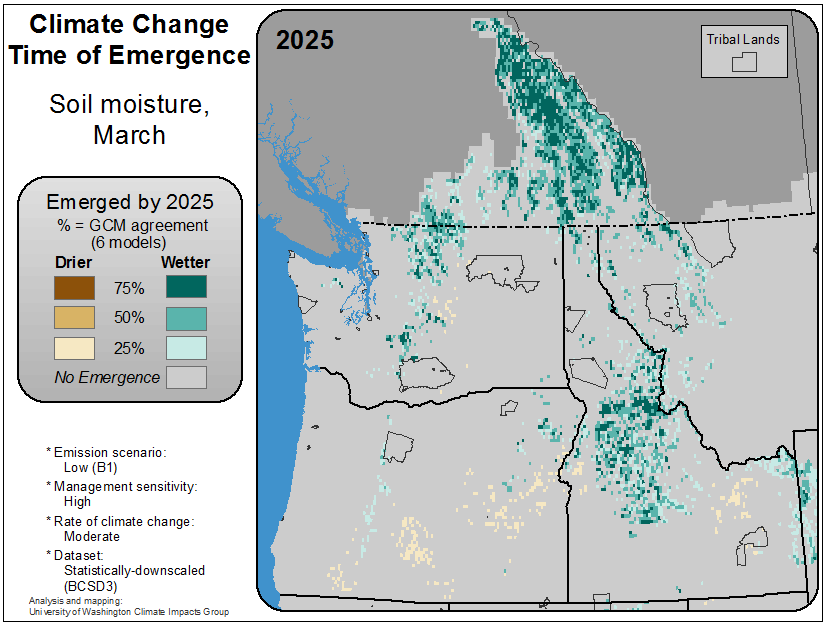 Climate Change
Time of Emergence
Soil moisture,
March
Emerged by 2025
% = GCM agreement
(6 models)
Drier Wetter
75%
50%
25%
No Emergence
* Emission scenario:
Low (B1)
* Management sensitivity:
High
* Rate of climate change:
Moderate
* Dataset:
Statistically-downscaled
(BCSD3)
Analysis and mapping:
University of Washington Climate Impacts Group
2025
Tribal Lands